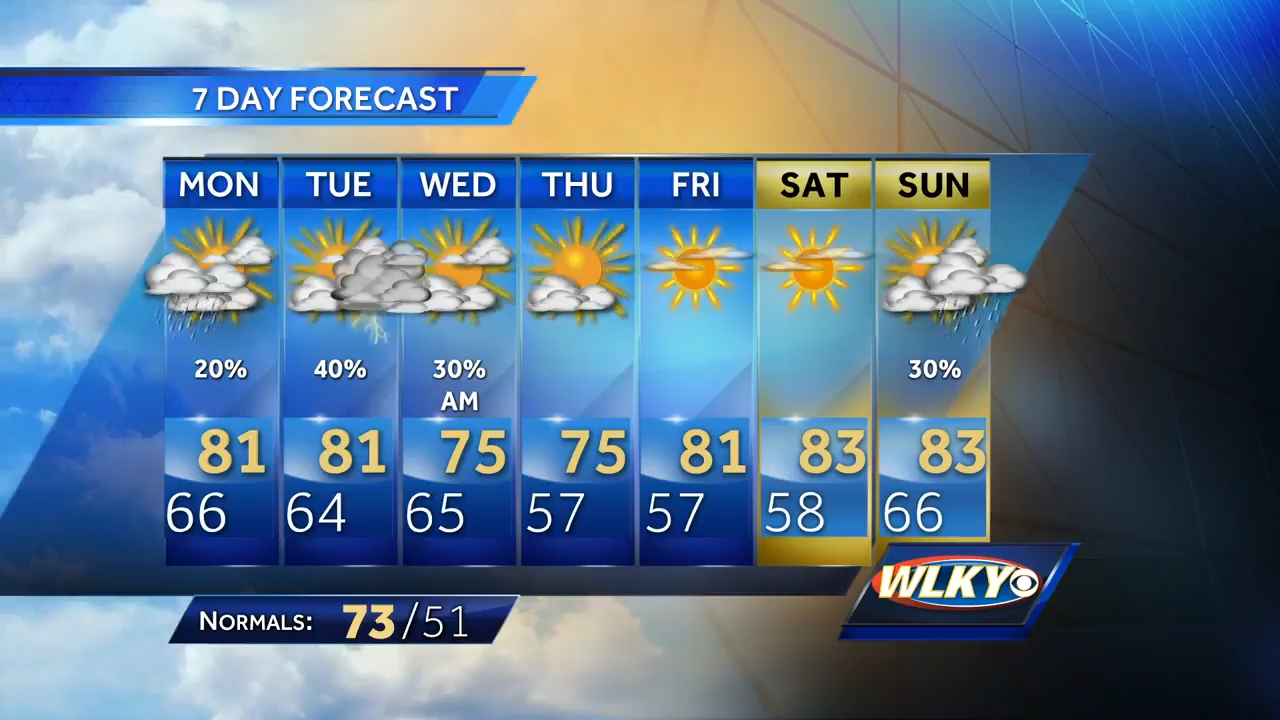 7 DAY FORECAST
MON TUE WED THU FRI SAT SUN
20% 40% 30% 30%
AM
81 81 75 75 81 83 83
66 64 65 57 57 58 66
WLKY
NORMALS: 73/51